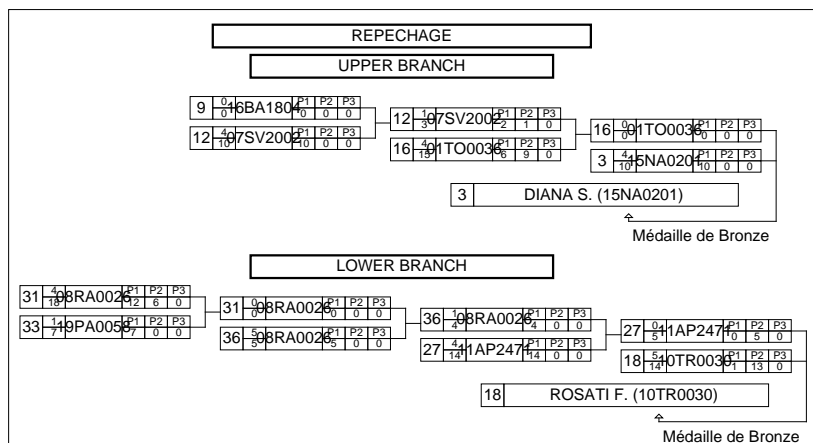 REPECHAGE
UPPER BRANCH
9 0 0 16BA1804 P1 0 P2 0 P3 0
12 4 10 07SV2002 P1 10 P2 0 P3 0
12 1 3 07SV2002 P1 2 P2 1 P3 0
16 4 15 01TO0036 P1 6 P2 9 P3 0
16 0 0 01TO0036 P1 0 P2 0 P3 0
3 4 10 15NA0201 P1 10 P2 0 P3 0
3 DIANA S. (15NA0201)
Médaille de Bronze
LOWER BRANCH
31 4 18 08RA0026 P1 12 P2 6 P3 0
33 1 7 19PA0058 P1 7 P2 0 P3 0
31 0 0 08RA0026 P1 0 P2 0 P3 0
36 5 5 08RA0026 P1 5 P2 0 P3 0
36 1 4 08RA0026 P1 4 P2 0 P3 0
27 4 14 11AP2471 P1 14 P2 0 P3 0
27 0 5 11AP2471 P1 0 P2 5 P3 0
18 5 14 10TR0030 P1 1 P2 13 P3 0
18 ROSATI F. (10TR0030)
Médaille de Bronze